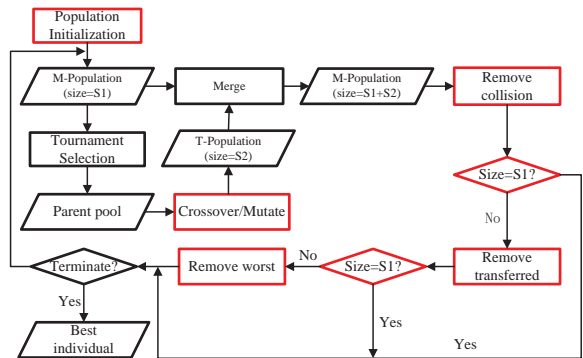 Population
Initialization
M-Population
(size=S1)
Merge
M-Population
(size=S1+S2)
Remove
collision
Tournament
Selection
T-Population
(size=S2)
Size=S1?
Parent pool
Crossover/Mutate
No
Terminate?
Remove worst
No
Size=S1?
Remove
transferred
Yes
Yes
Yes
Best
individual